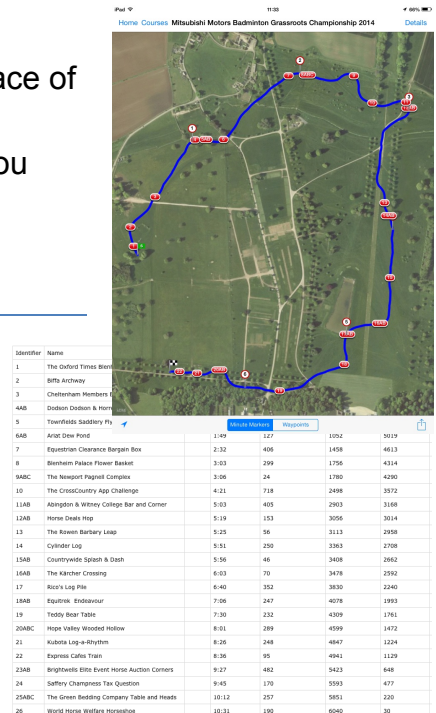 ace of
ou
iPad 11:33 66%
Home Courses Mitsubishi Motors Badminton Grassroots Championship 2014 Details
Minute Markers Waypoints
Identifier Name
1 The Oxford Times Blen
2 Biffa Archway
3 Cheltenham Members E
4AB Dodson Dodson & Horr
5 Townfields Saddlery Fly
6AB Ariat Dew Pond 1:49 127 1052 5019
7 Equestrian Clearance Bargain Box 2:32 406 1458 4613
8 Blenheim Palace Flower Basket 3:03 299 1756 4314
9ABC The Newport Pagnell Complex 3:06 24 1780 4290
10 The CrossCountry App Challenge 4:21 718 2498 3572
11AB Abingdon & Witney College Bar and Corner 5:03 405 2903 3168
12AB Horse Deals Hop 5:19 153 3056 3014
13 The Rowen Barbary Leap 5:25 56 3113 2958
14 Cylinder Log 5:51 250 3363 2708
15AB Countrywide Splash & Dash 5:56 46 3408 2662
16AB The Kärcher Crossing 6:03 70 3478 2592
17 Rico's Log Pile 6:40 352 3830 2240
18AB Equitrek Endeavour 7:06 247 4078 1993
19 Teddy Bear Table 7:30 232 4309 1761
20ABC Hope Valley Wooded Hollow 8:01 289 4599 1472
21 Kubota Log-a-Rhythm 8:26 248 4847 1224
22 Express Cafes Train 8:36 95 4941 1129
23AB Brightwells Elite Event Horse Auction Corners 9:27 482 5423 648
24 Saffery Champness Tax Question 9:45 170 5593 477
25ABC The Green Bedding Company Table and Heads 10:12 257 5851 220
26 World Horse Welfare Horseshoe 10:31 190 6040 30